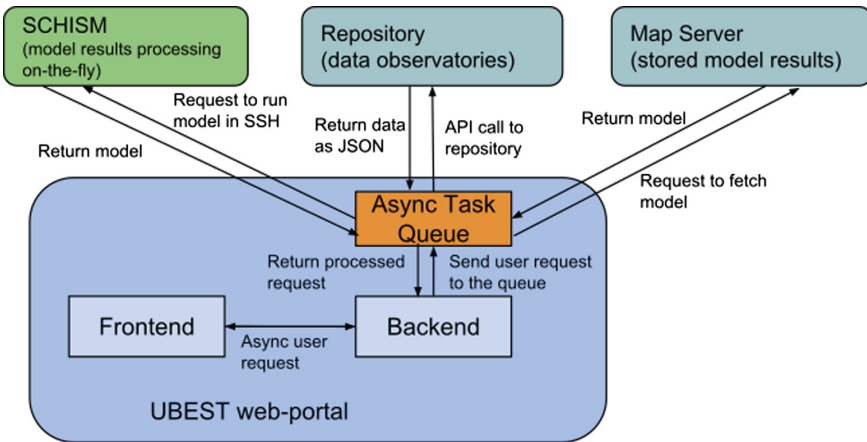 SCHISM
(model results processing
on-the-fly)
Repository
(data observatories)
Map Server
(stored model results)
Request to run
model in SSH
Return model
Return data
as JSON
API call to
repository
Return model
Request to fetch
model
Async Task
Queue
Return processed
request
Send user request
to the queue
Frontend
Backend
Async user
request
UBEST web-portal